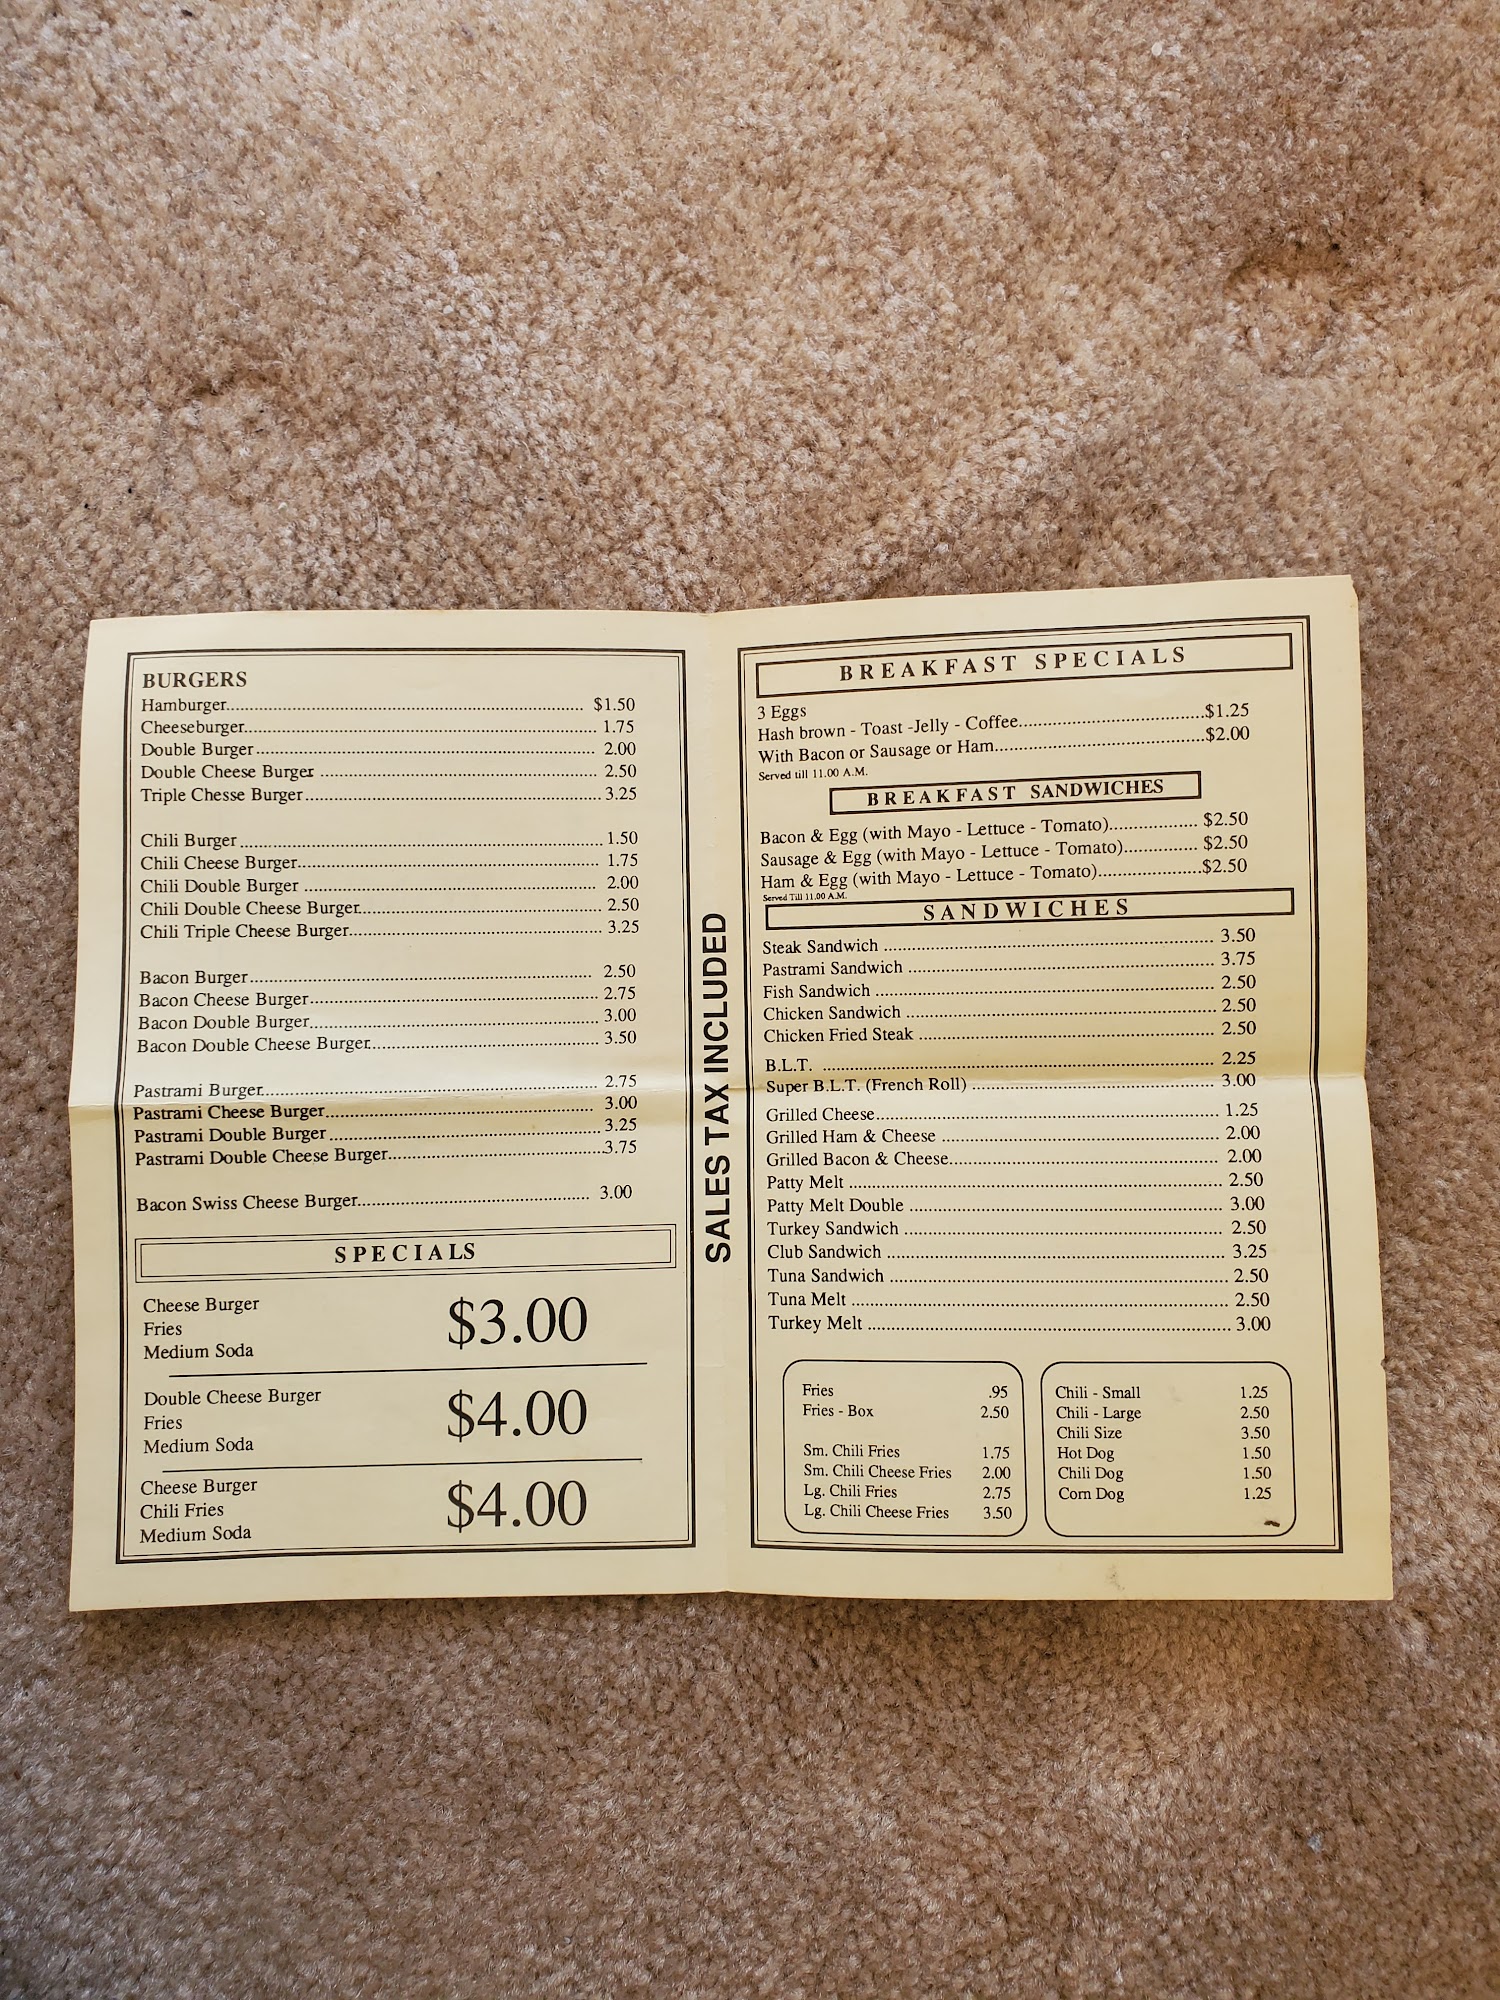 BURGERS
Hamburger.......... $1.50
Cheeseburger.......... 1.75
Double Burger.......... 2.00
Double Cheese Burger.......... 2.50
Triple Chesse Burger.......... 3.25
Chili Burger.......... 1.50
Chili Cheese Burger.......... 1.75
Chili Double Burger.......... 2.00
Chili Double Cheese Burger.......... 2.50
Chili Triple Cheese Burger.......... 3.25
Bacon Burger.......... 2.50
Bacon Cheese Burger.......... 2.75
Bacon Double Burger.......... 3.00
Bacon Double Cheese Burger.......... 3.50
Pastrami Burger.......... 2.75
Pastrami Cheese Burger.......... 3.00
Pastrami Double Burger.......... 3.25
Pastrami Double Cheese Burger.......... 3.75
Bacon Swiss Cheese Burger.......... 3.00
SPECIALS
Cheese Burger
Fries $3.00
Medium Soda
Double Cheese Burger
Fries $4.00
Medium Soda
Cheese Burger
Chili Fries $4.00
Medium Soda
SALES TAX INCLUDED
BREAKFAST SPECIALS
3 Eggs
Hash brown - Toast -Jelly - Coffee.......... $1.25
With Bacon or Sausage or Ham.......... $2.00
Served till 11.00 A.M.
BREAKFAST SANDWICHES
Bacon & Egg (with Mayo - Lettuce - Tomato).......... $2.50
Sausage & Egg (with Mayo - Lettuce - Tomato).......... $2.50
Ham & Egg (with Mayo - Lettuce - Tomato).......... $2.50
Served Till 11.00 A.M.
SANDWICHES
Steak Sandwich.......... 3.50
Pastrami Sandwich.......... 3.75
Fish Sandwich.......... 2.50
Chicken Sandwich.......... 2.50
Chicken Fried Steak.......... 2.50
B.L.T. .......... 2.25
Super B.L.T. (French Roll).......... 3.00
Grilled Cheese.......... 1.25
Grilled Ham & Cheese.......... 2.00
Grilled Bacon & Cheese.......... 2.00
Patty Melt.......... 2.50
Patty Melt Double.......... 3.00
Turkey Sandwich.......... 2.50
Club Sandwich.......... 3.25
Tuna Sandwich.......... 2.50
Tuna Melt.......... 2.50
Turkey Melt.......... 3.00
Fries .95
Fries - Box 2.50
Sm. Chili Fries 1.75
Sm. Chili Cheese Fries 2.00
Lg. Chili Fries 2.75
Lg. Chili Cheese Fries 3.50
Chili - Small 1.25
Chili - Large 2.50
Chili Size 3.50
Hot Dog 1.50
Chili Dog 1.50
Corn Dog 1.25